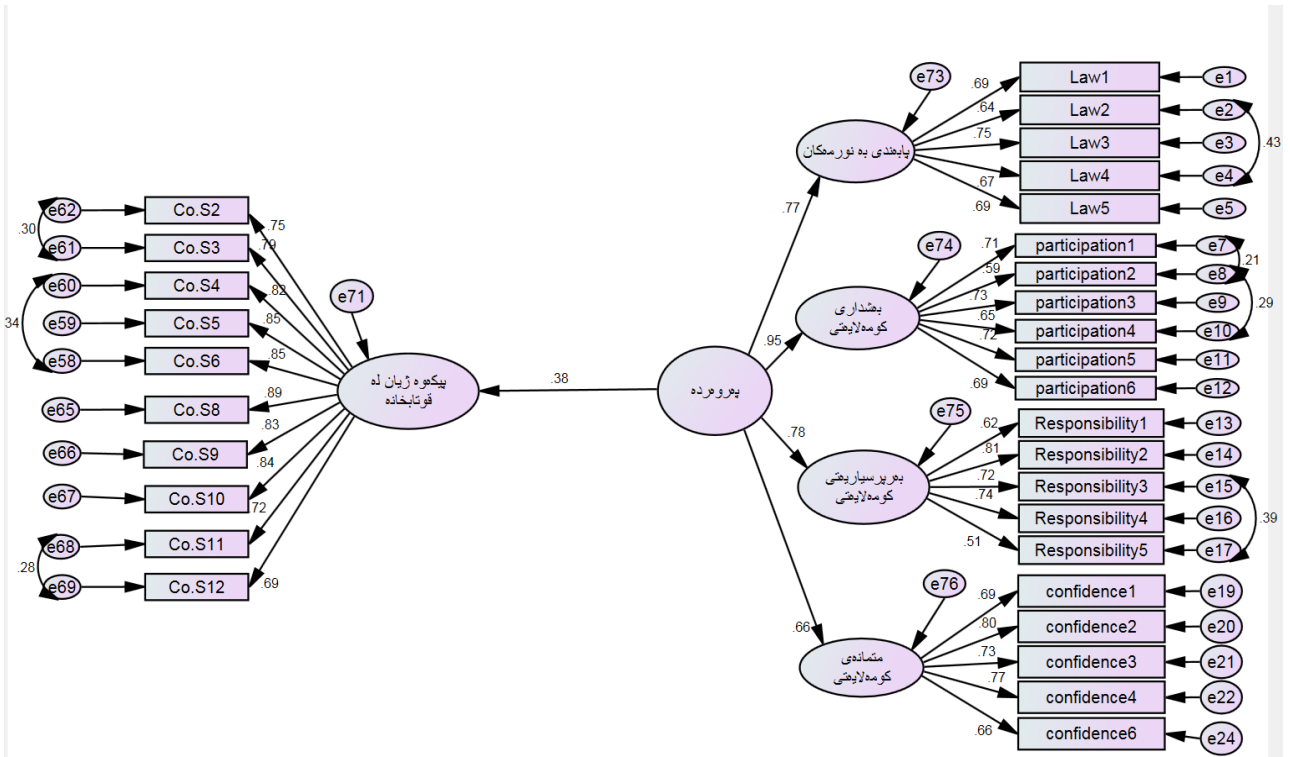 e62
Co.S2
.75
.30
e61
Co.S3
.79
e60
Co.S4
.82
34
e59
Co.S5
.85
e58
Co.S6
.85
e65
Co.S8
.89
e66
Co.S9
.83
e67
Co.S10
.84
e68
Co.S11
.72
.28
e69
Co.S12
.69
e71
پیکەوە ژیان لە
قوتابخانە
.38
پەروەردە
.77
.95
.78
.66
e73
پابەندی بە نورمەکان
.69
Law1
e1
.64
Law2
e2
.75
Law3
e3
.43
.67
Law4
e4
.69
Law5
e5
e74
بەشداری
کومەلایەتی
.71
participation1
e7
.21
.59
participation2
e8
.73
participation3
e9
.29
.65
participation4
e10
.72
participation5
e11
.69
participation6
e12
e75
بەرپرسیاریەتی
کومەلایەتی
.62
Responsibility1
e13
.81
Responsibility2
e14
.72
Responsibility3
e15
.74
Responsibility4
e16
.39
.51
Responsibility5
e17
e76
متمانەی
کومەلایەتی
.69
confidence1
e19
.80
confidence2
e20
.73
confidence3
e21
.77
confidence4
e22
.66
confidence6
e24